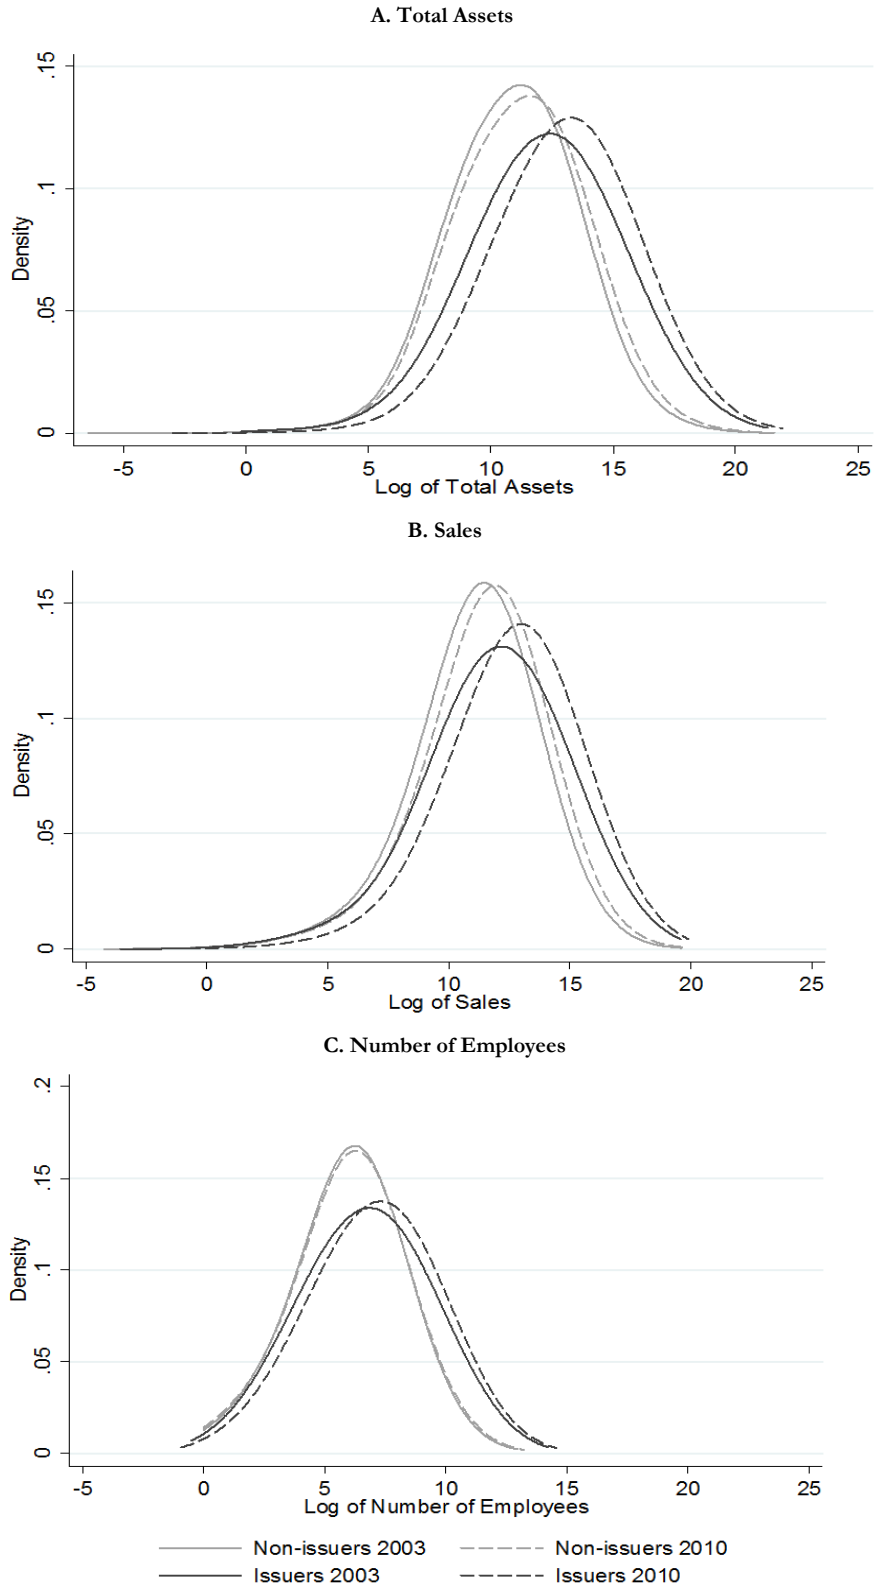 A. Total Assets
.15
.1
.05
0
Density
-5 0 5 10 15 20 25
Log of Total Assets
B. Sales
.15
.1
.05
0
Density
-5 0 5 10 15 20 25
Log of Sales
C. Number of Employees
.2
.15
.1
.05
0
Density
-5 0 5 10 15 20 25
Log of Number of Employees
Non-issuers 2003 Non-issuers 2010
Issuers 2003 Issuers 2010